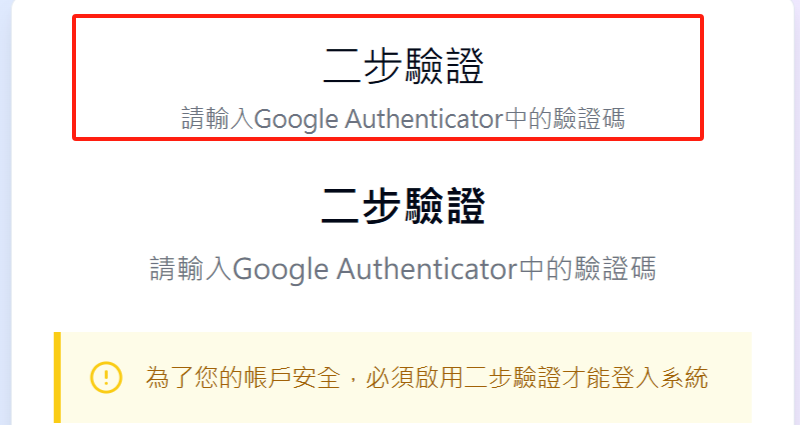 二步驗證
請輸入Google Authenticator中的驗證碼
二步驗證
請輸入Google Authenticator中的驗證碼
為了您的帳戶安全，必須啟用二步驗證才能登入系統